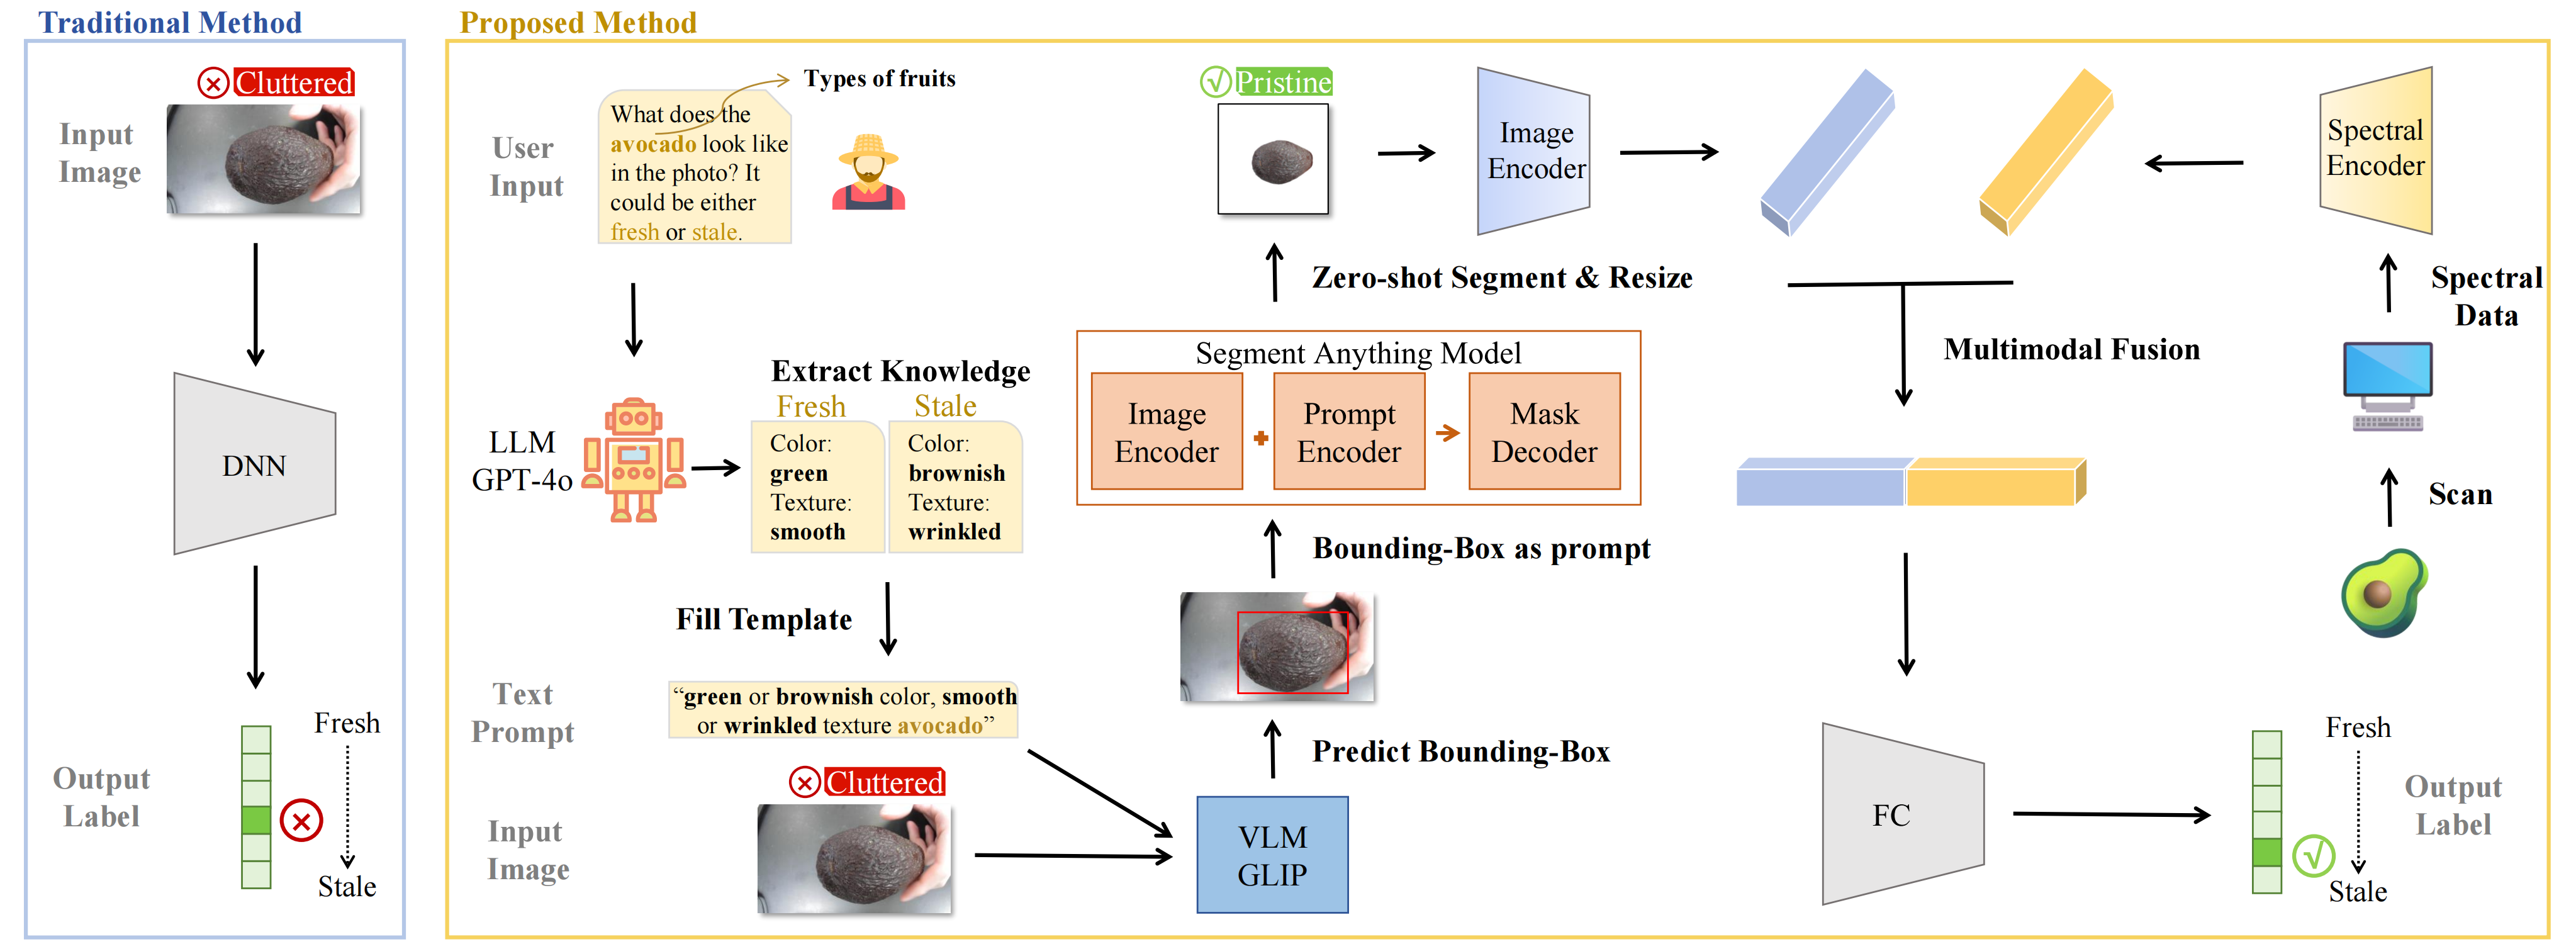 Traditional Method
Cluttered
Input
Image
DNN
Output
Label
Fresh
Stale
Proposed Method
User
Input
What does the
avocado look like
in the photo? It
could be either
fresh or stale.
Types of fruits
LLM
GPT-4o
Extract Knowledge
Fresh
Color:
green
Texture:
smooth
Stale
Color:
brownish
Texture:
wrinkled
Fill Template
Text
Prompt
“green or brownish color, smooth
or wrinkled texture avocado”
Cluttered
Input
Image
VLM
GLIP
Predict Bounding-Box
Bounding-Box as prompt
Segment Anything Model
Image
Encoder
Prompt
Encoder
Mask
Decoder
Zero-shot Segment & Resize
Pristine
Image
Encoder
Spectral
Encoder
Spectral
Data
Scan
Multimodal Fusion
FC
Fresh
Stale
Output
Label